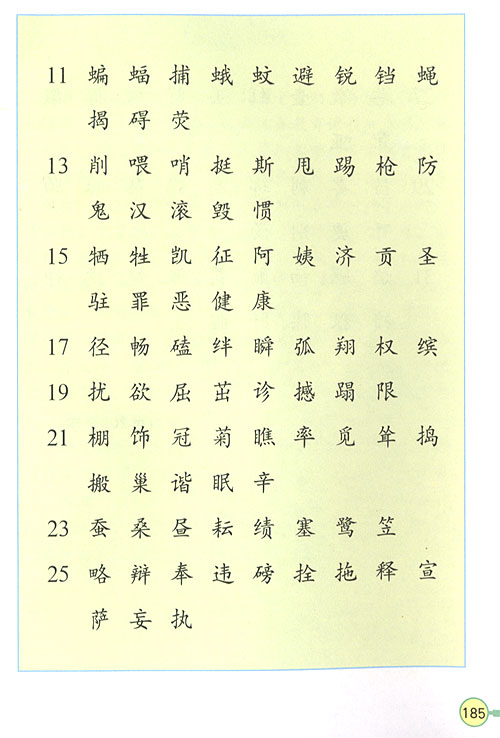 11 蝙 蝠 捕 蛾 蚊 避 锐 铛 蝇
揭 碍 荧
13 削 喂 哨 挺 斯 甩 踢 枪 防
鬼 汉 滚 毁 惯
15 牺 牲 凯 征 阿 姨 济 贡 圣
驻 罪 恶 健 康
17 径 畅 磕 绊 瞬 弧 翔 权 缤
19 扰 欲 屈 茁 诊 撼 蹋 限
21 棚 饰 冠 菊 瞧 率 觅 耸 捣
搬 巢 谐 眠 辛
23 蚕 桑 昼 耘 绩 塞 鹭 笠
25 略 辩 奉 违 磅 拴 拖 释 宣
萨 妄 执
185